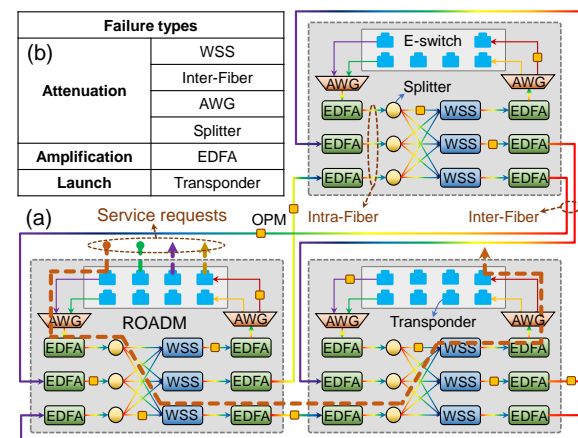 Failure types
(b)
Attenuation
WSS
Inter-Fiber
AWG
Splitter
Amplification
EDFA
Launch
Transponder
E-switch
AWG
Splitter
AWG
EDFA
WSS
EDFA
EDFA
WSS
EDFA
EDFA
WSS
EDFA
Intra-Fiber
Inter-Fiber
(a)
Service requests
OPM
AWG
ROADM
AWG
EDFA
WSS
EDFA
EDFA
WSS
EDFA
EDFA
WSS
EDFA
AWG
Transponder
AWG
EDFA
WSS
EDFA
EDFA
WSS
EDFA
EDFA
WSS
EDFA